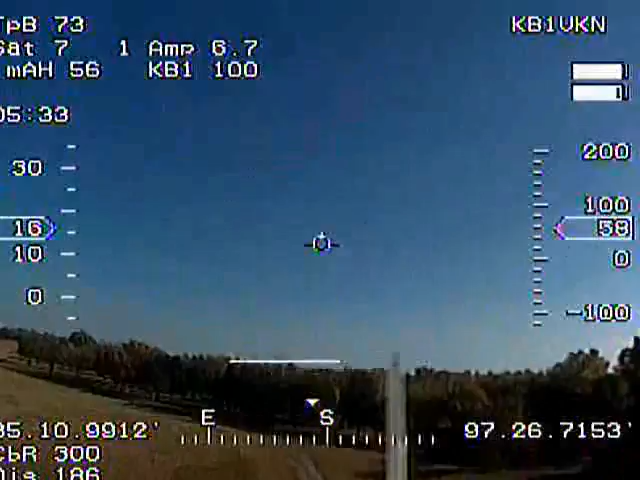 TpB 73
KB1VKN
Sat 7 1 Amp 6.7
mAH 56 KB1 100
05:33
30
200
100
16
58
10
0
0
-100
E S
35.10.9912' 97.26.7153'
CbR 300
Dis 186